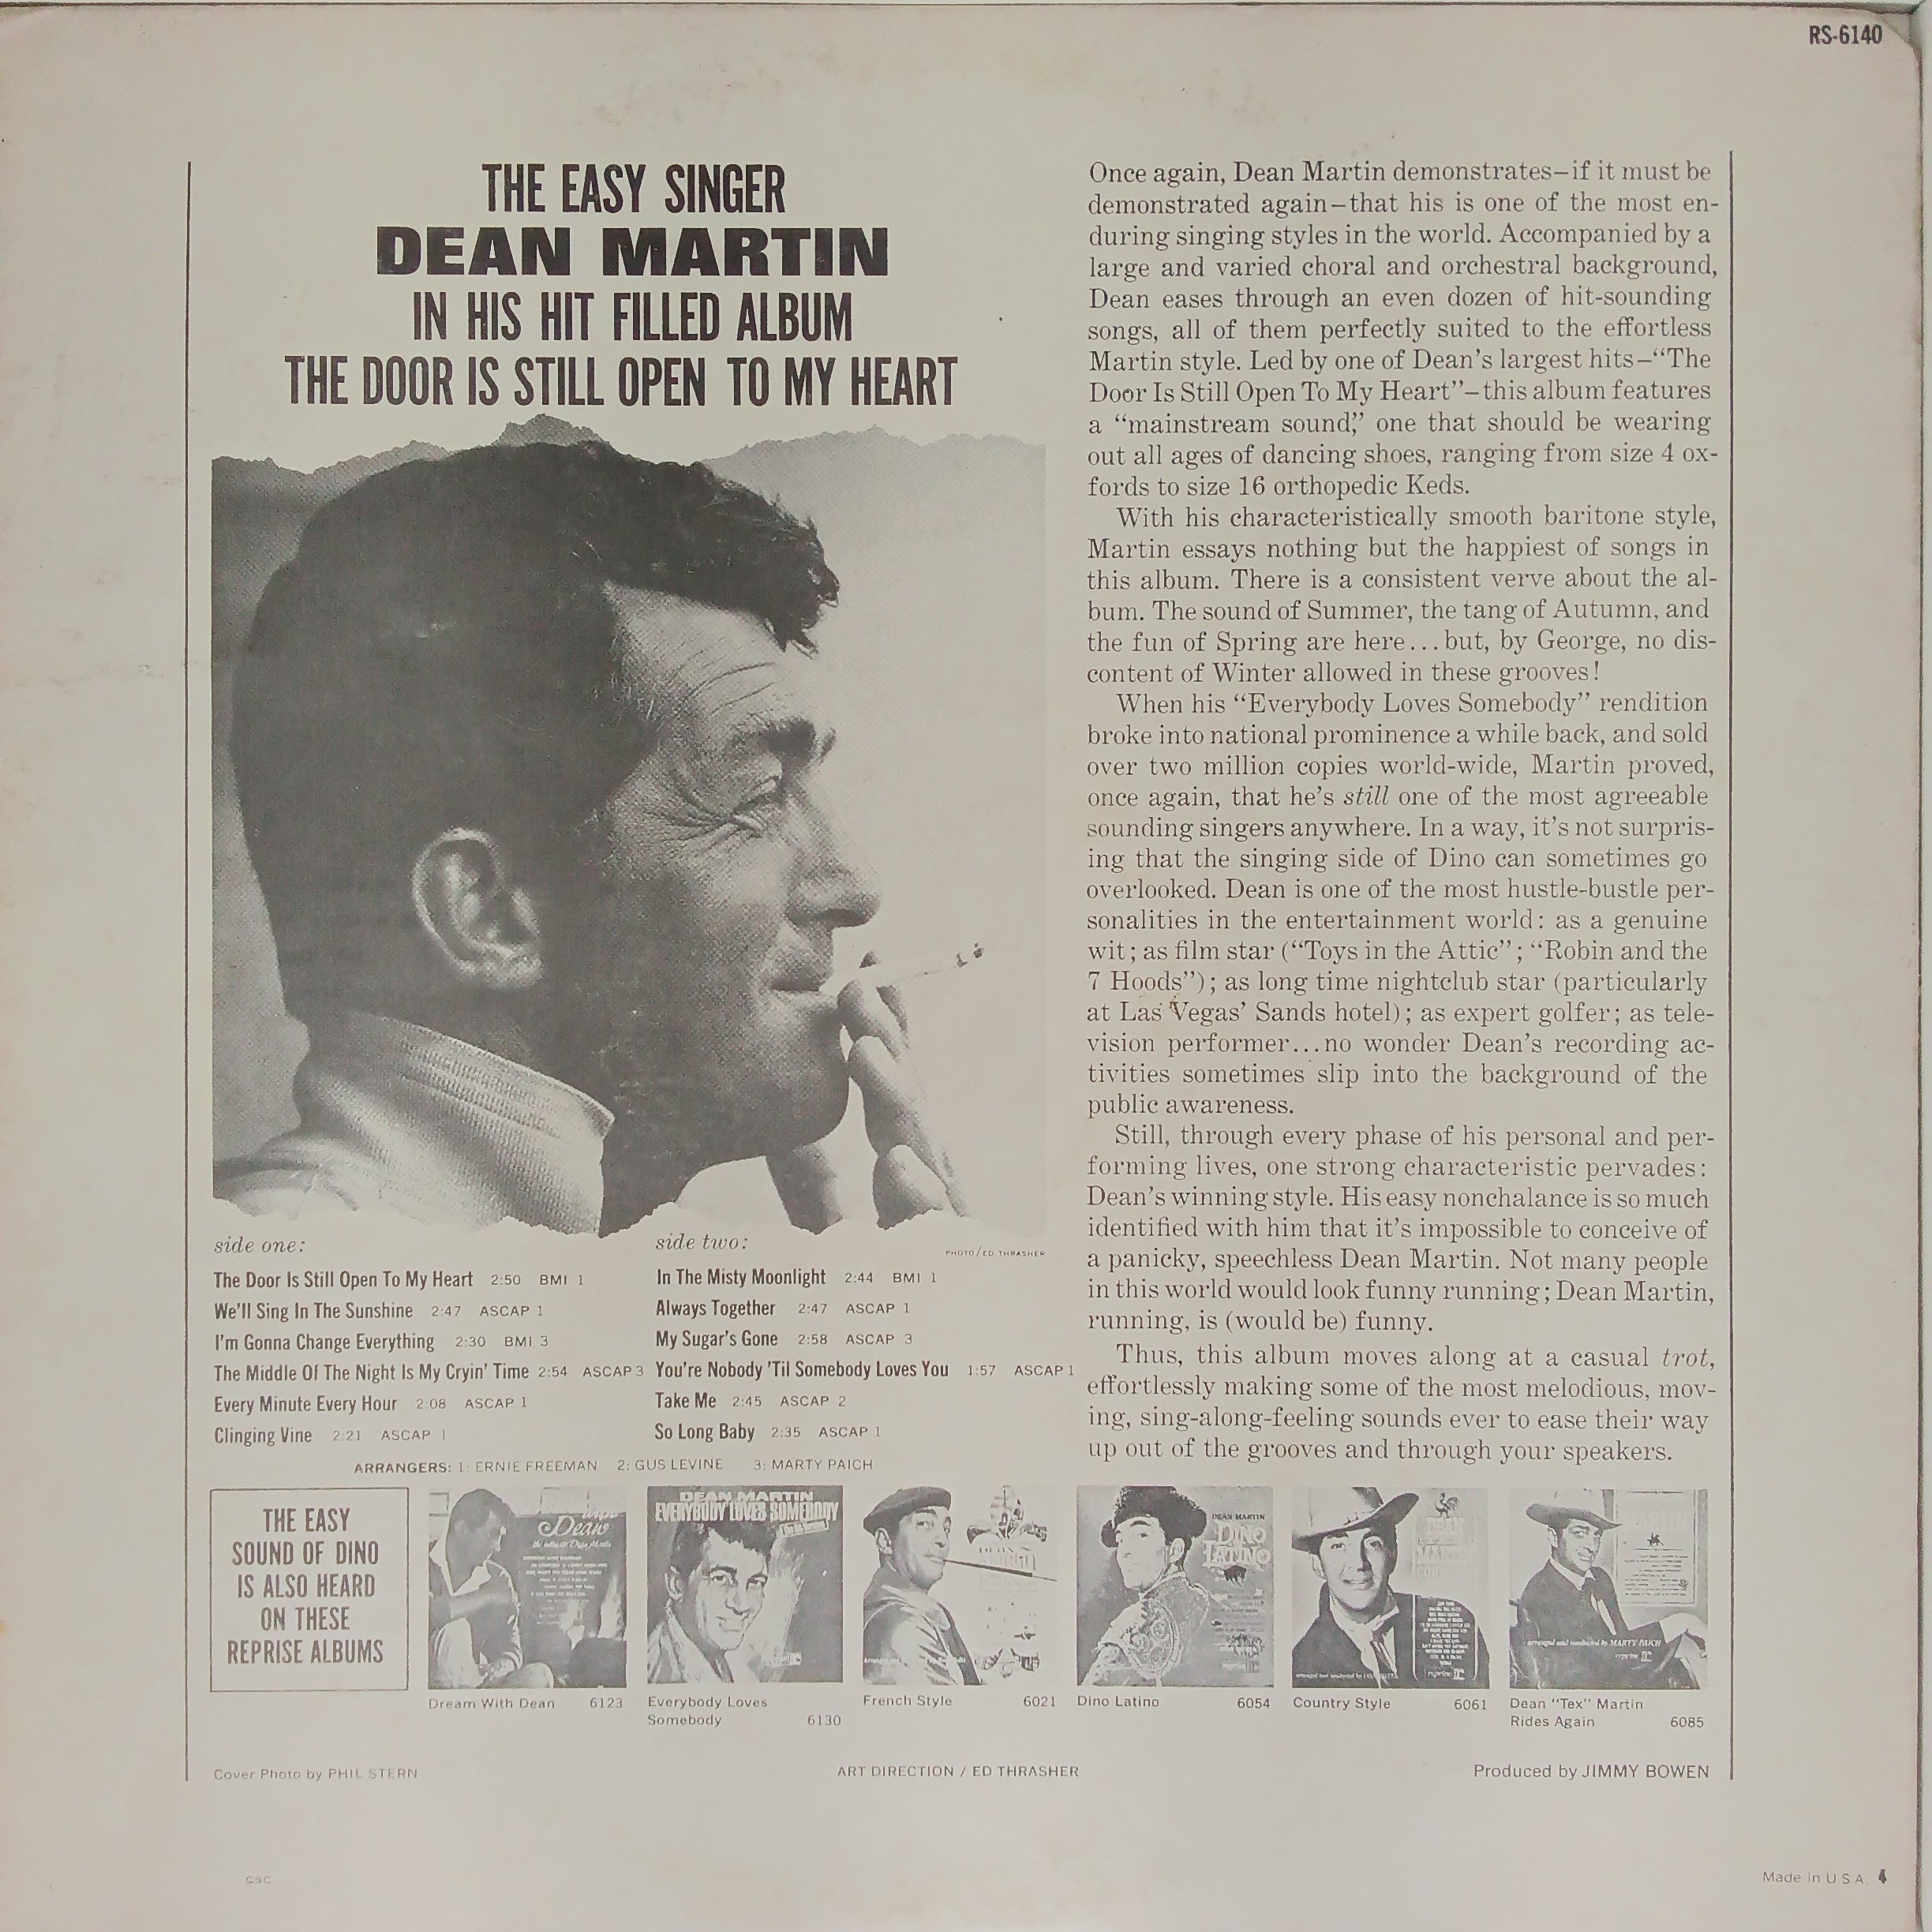 RS-6140
THE EASY SINGER
DEAN MARTIN
IN HIS HIT FILLED ALBUM
THE DOOR IS STILL OPEN TO MY HEART
PHOTO/ED THRASHER
side one:
The Door Is Still Open To My Heart 2:50 BMI 1
We'll Sing In The Sunshine 2:47 ASCAP 1
I'm Gonna Change Everything 2:30 BMI 3
The Middle Of The Night Is My Cryin' Time 2:54 ASCAP 3
Every Minute Every Hour 2:08 ASCAP 1
Clinging Vine 2:21 ASCAP 1
side two:
In The Misty Moonlight 2:44 BMI 1
Always Together 2:47 ASCAP 1
My Sugar's Gone 2:58 ASCAP 3
You're Nobody 'Til Somebody Loves You 1:57 ASCAP 1
Take Me 2:45 ASCAP 2
So Long Baby 2:35 ASCAP 1
ARRANGERS: 1: ERNIE FREEMAN 2: GUS LEVINE 3: MARTY PAICH
Once again, Dean Martin demonstrates–if it must be
demonstrated again–that his is one of the most en-
during singing styles in the world. Accompanied by a
large and varied choral and orchestral background,
Dean eases through an even dozen of hit-sounding
songs, all of them perfectly suited to the effortless
Martin style. Led by one of Dean's largest hits–“The
Door Is Still Open To My Heart”–this album features
a “mainstream sound,” one that should be wearing
out all ages of dancing shoes, ranging from size 4 ox-
fords to size 16 orthopedic Keds.
With his characteristically smooth baritone style,
Martin essays nothing but the happiest of songs in
this album. There is a consistent verve about the al-
bum. The sound of Summer, the tang of Autumn, and
the fun of Spring are here...but, by George, no dis-
content of Winter allowed in these grooves!
When his “Everybody Loves Somebody” rendition
broke into national prominence a while back, and sold
over two million copies world-wide, Martin proved,
once again, that he's still one of the most agreeable
sounding singers anywhere. In a way, it's not surpris-
ing that the singing side of Dino can sometimes go
overlooked. Dean is one of the most hustle-bustle per-
sonalities in the entertainment world: as a genuine
wit; as film star (“Toys in the Attic”; “Robin and the
7 Hoods”); as long time nightclub star (particularly
at Las Vegas' Sands hotel); as expert golfer; as tele-
vision performer...no wonder Dean's recording ac-
tivities sometimes slip into the background of the
public awareness.
Still, through every phase of his personal and per-
forming lives, one strong characteristic pervades:
Dean's winning style. His easy nonchalance is so much
identified with him that it's impossible to conceive of
a panicky, speechless Dean Martin. Not many people
in this world would look funny running; Dean Martin,
running, is (would be) funny.
Thus, this album moves along at a casual trot,
effortlessly making some of the most melodious, mov-
ing, sing-along-feeling sounds ever to ease their way
up out of the grooves and through your speakers.
THE EASY
SOUND OF DINO
IS ALSO HEARD
ON THESE
REPRISE ALBUMS
Dean
DEAN MARTIN
EVERYBODY LOVES SOMEBODY
DEAN MARTIN
DINO
LATINO
DEAN
MARTIN
arranged and conducted by MARTY PAICH
reprise
Dream With Dean 6123
Everybody Loves
Somebody 6130
French Style 6021
Dino Latino 6054
Country Style 6061
Dean “Tex” Martin
Rides Again 6085
Cover Photo by PHIL STERN
ART DIRECTION / ED THRASHER
Produced by JIMMY BOWEN
CSC
Made in U.S.A. 4